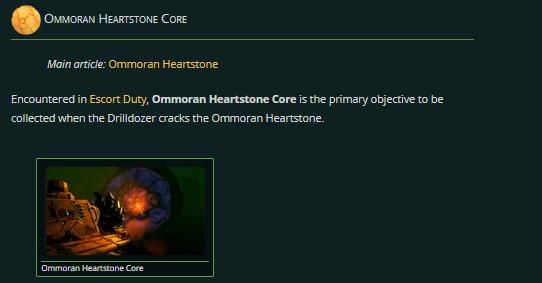 Ommoran Heartstone Core
Main article: Ommoran Heartstone
Encountered in Escort Duty, Ommoran Heartstone Core is the primary objective to be
collected when the Drilldozer cracks the Ommoran Heartstone.
Ommoran Heartstone Core